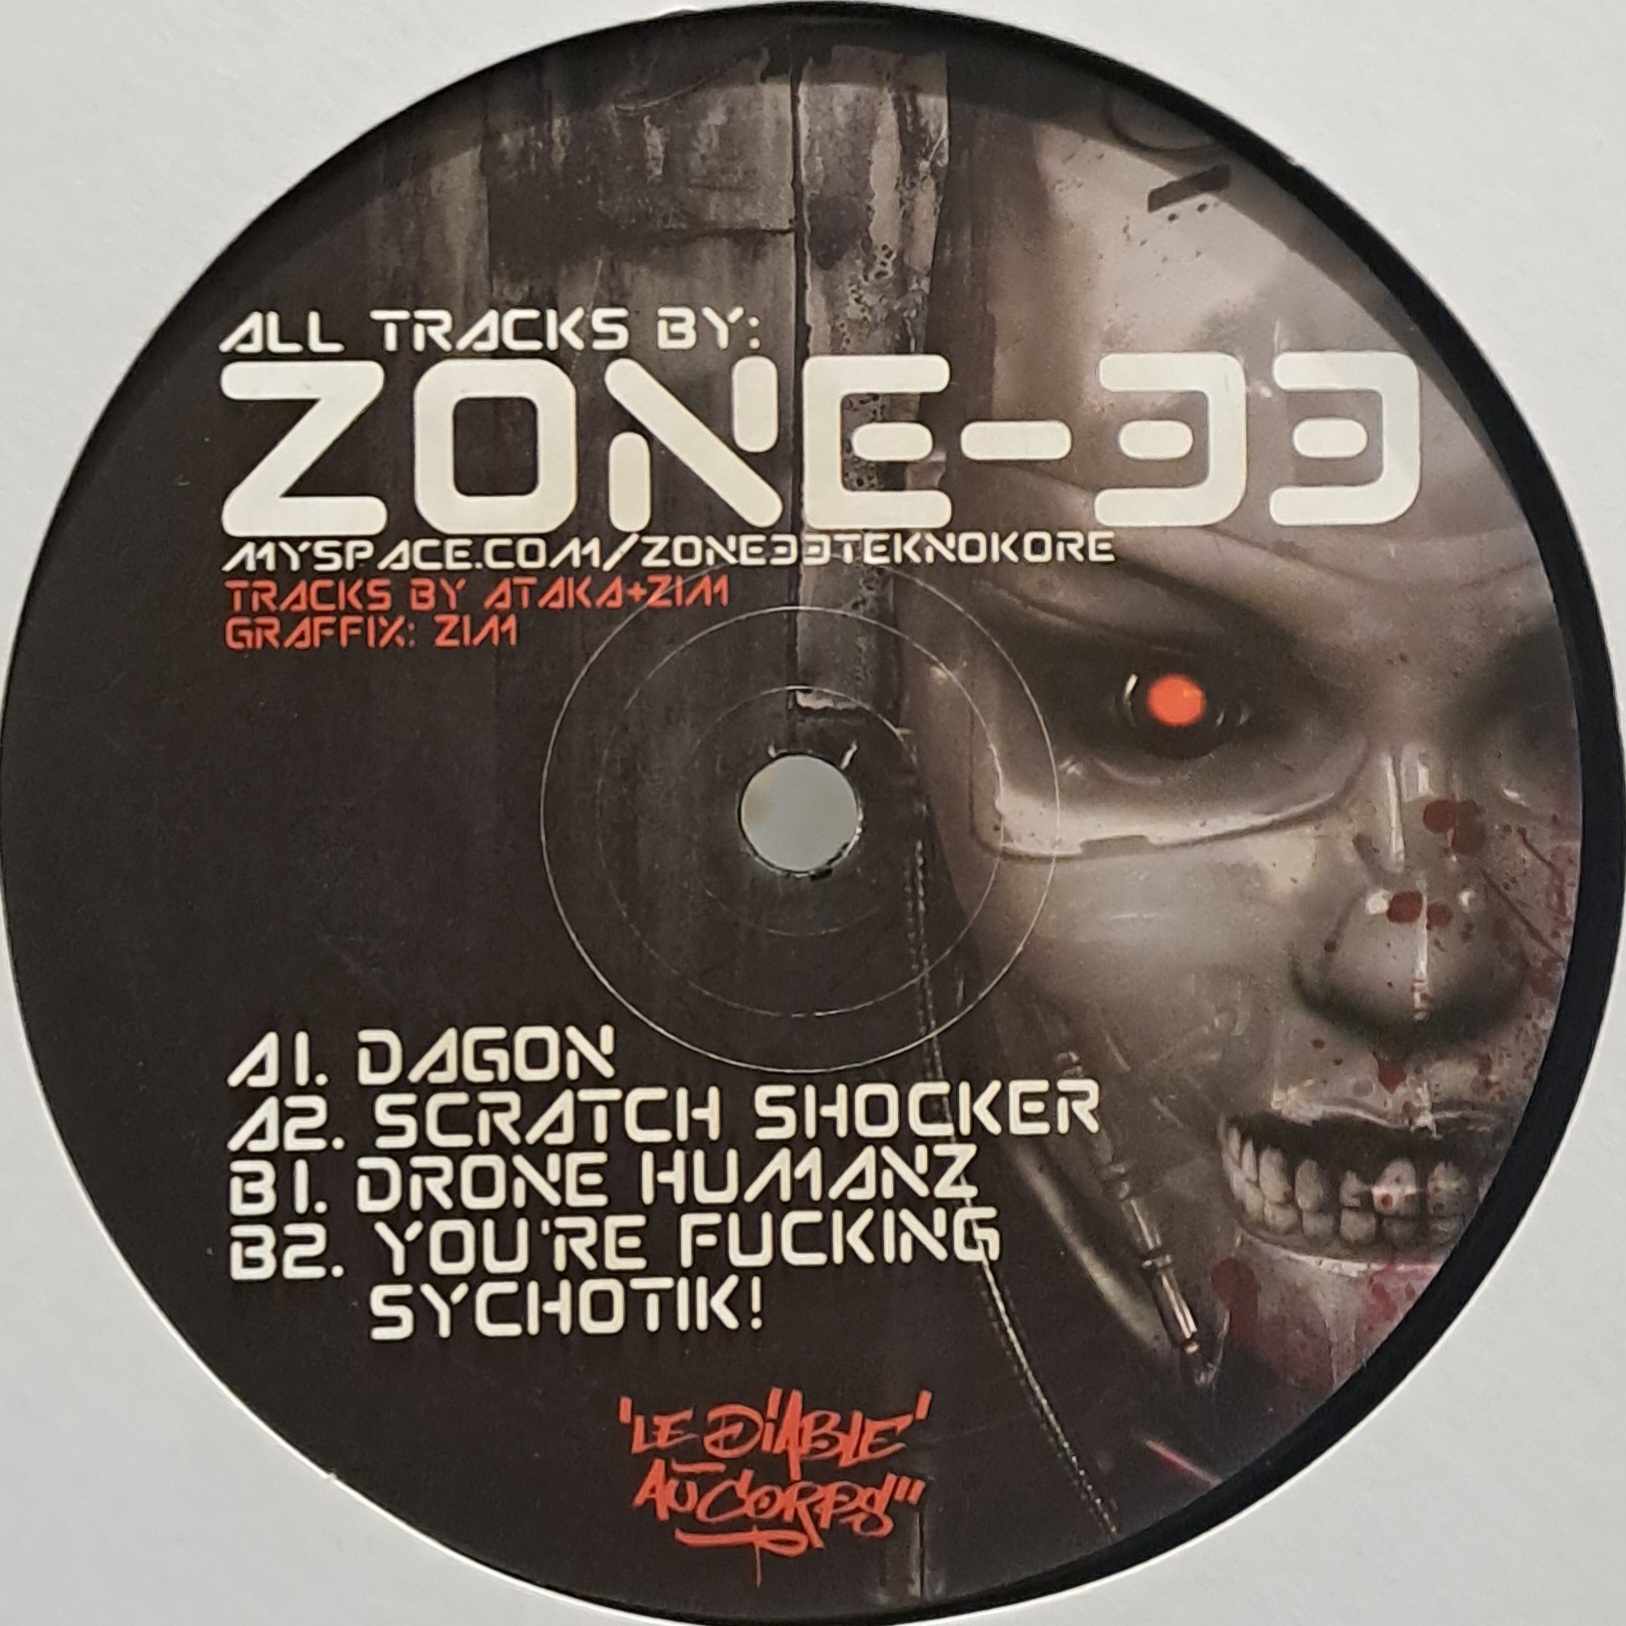 ALL TRACKS BY:
ZONE-33
MYSPACE.COM/ZONE33TEKNOKORE
TRACKS BY ATAKA+ZIM
GRAFFIX: ZIM
A1. DAGON
A2. SCRATCH SHOCKER
B1. DRONE HUMANZ
B2. YOU'RE FUCKING
SYCHOTIK!
'LE DiABLE'
AU CORPS"